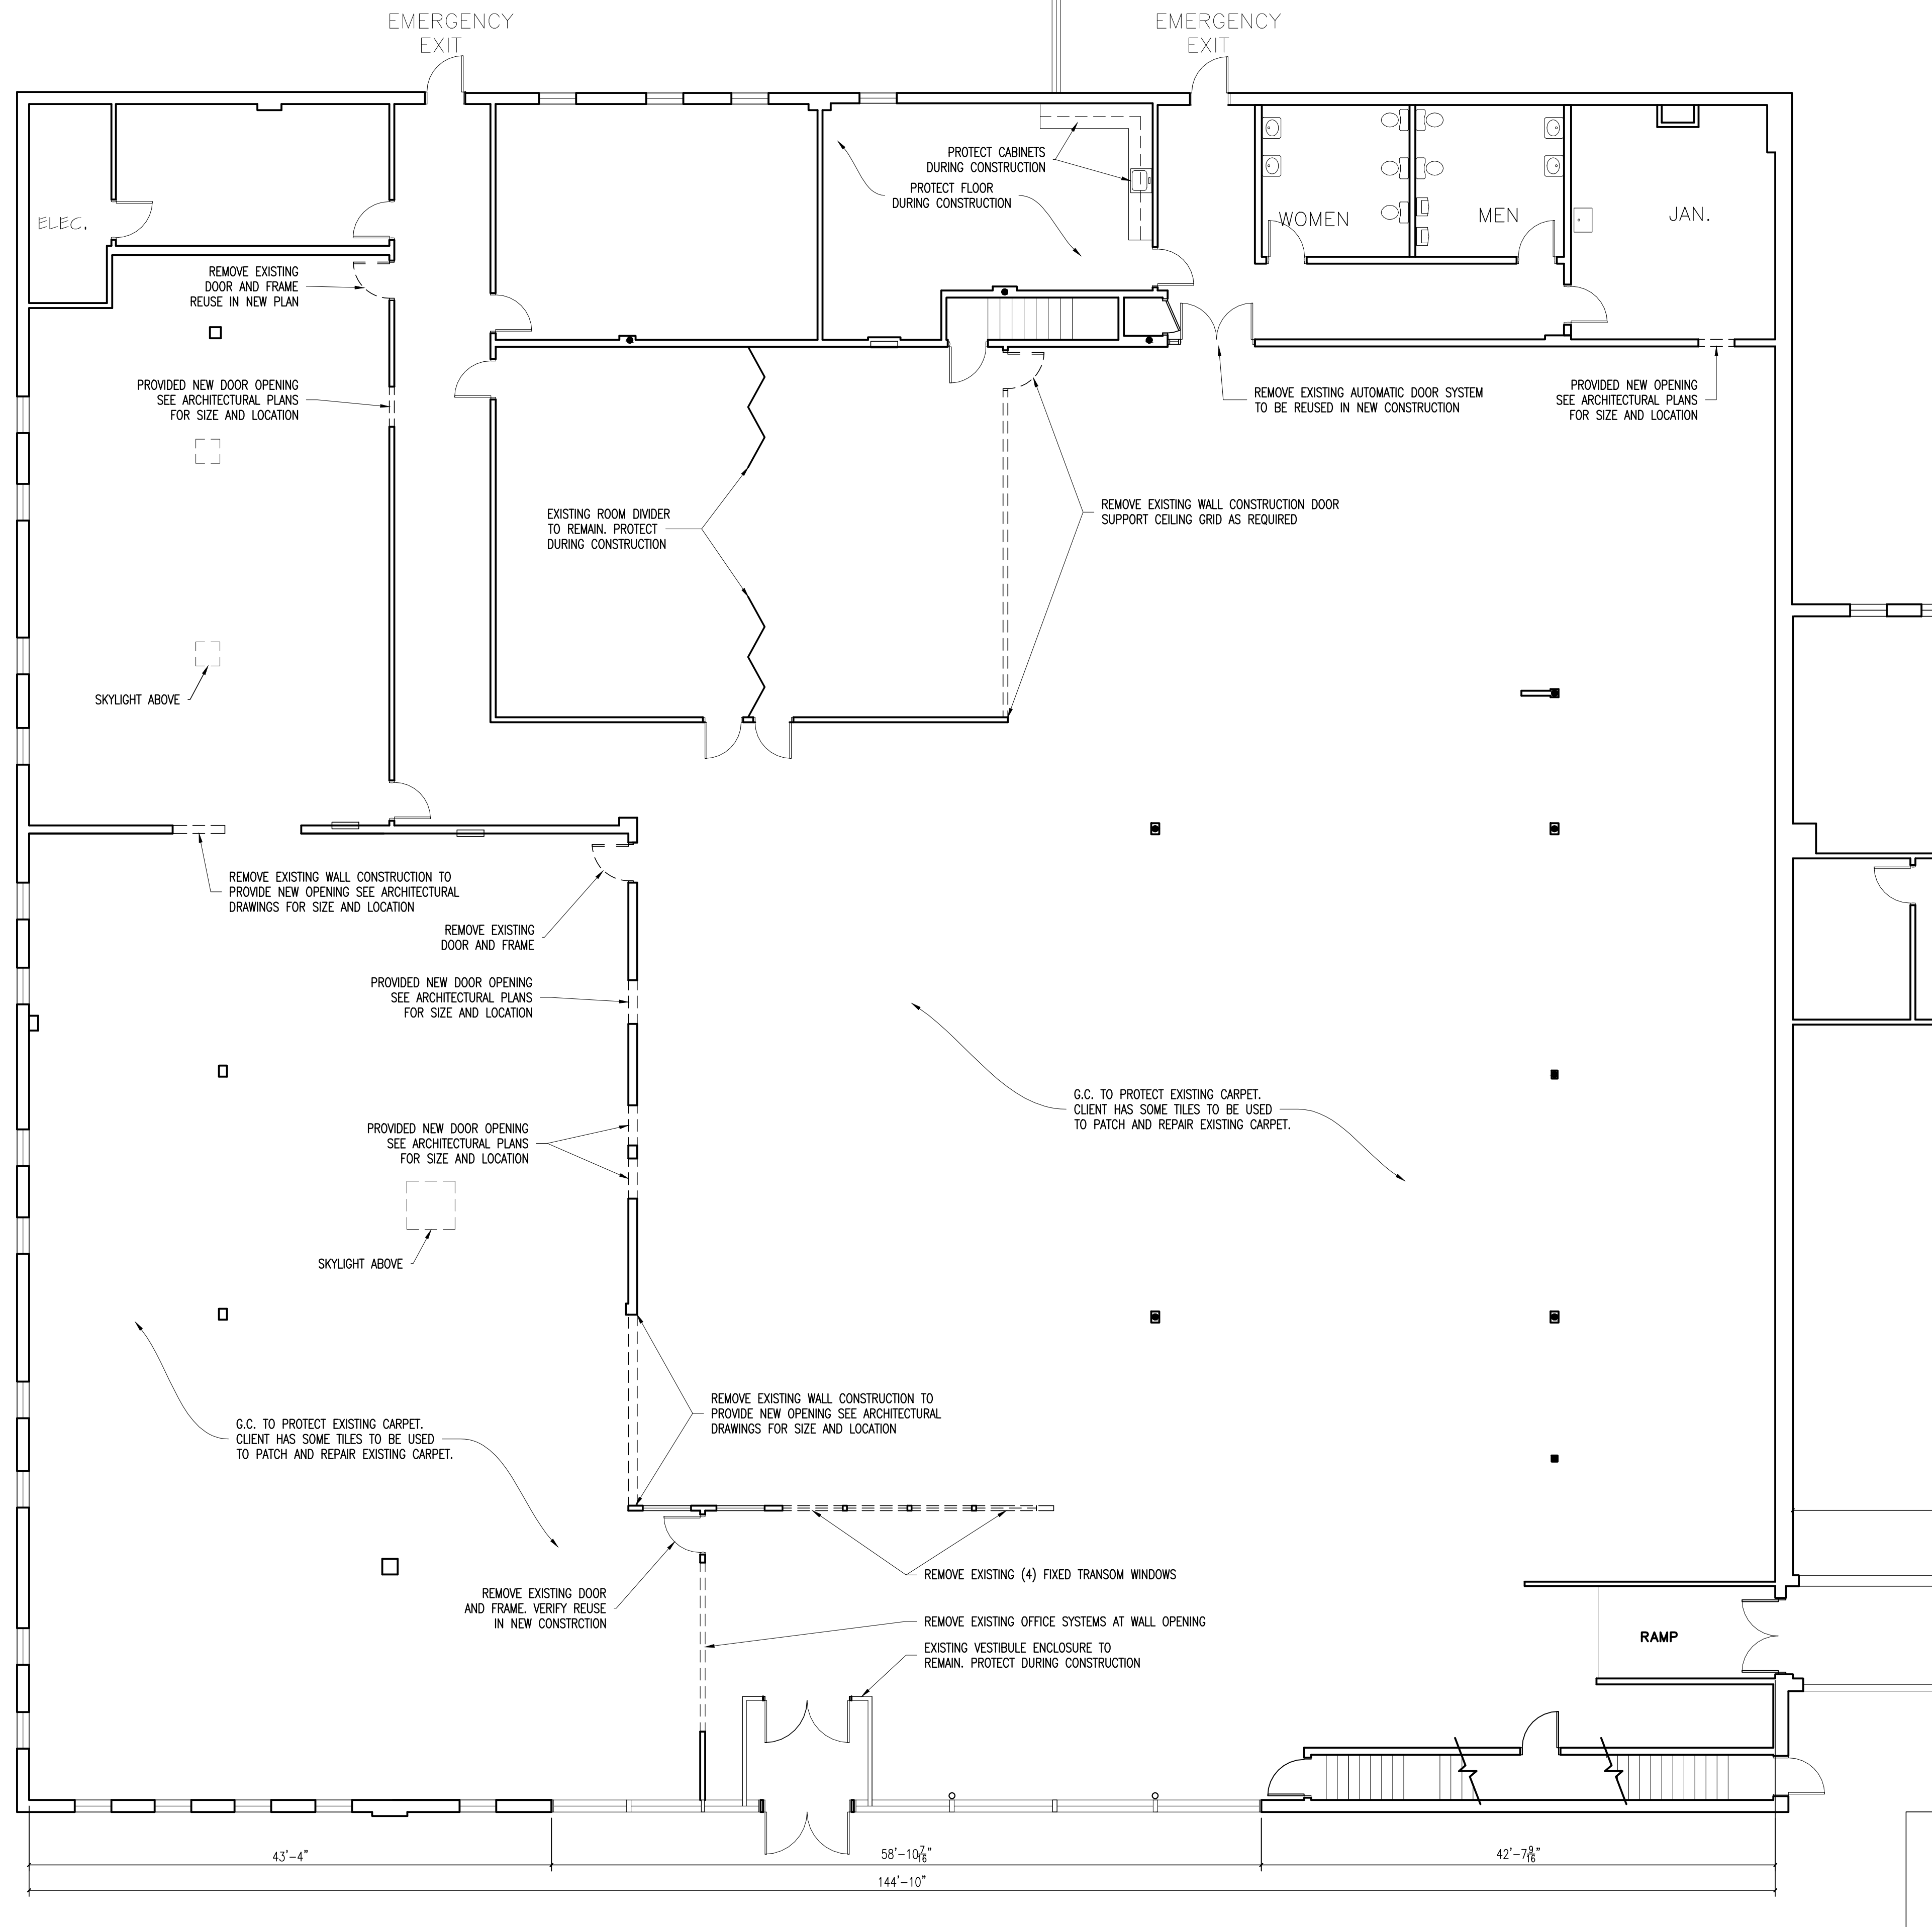 EMERGENCY
EXIT
EMERGENCY
EXIT
PROTECT CABINETS
DURING CONSTRUCTION
PROTECT FLOOR
DURING CONSTRUCTION
ELEC.
WOMEN
MEN
JAN.
REMOVE EXISTING
DOOR AND FRAME
REUSE IN NEW PLAN
PROVIDED NEW DOOR OPENING
SEE ARCHITECTURAL PLANS
FOR SIZE AND LOCATION
REMOVE EXISTING AUTOMATIC DOOR SYSTEM
TO BE REUSED IN NEW CONSTRUCTION
PROVIDED NEW OPENING
SEE ARCHITECTURAL PLANS
FOR SIZE AND LOCATION
EXISTING ROOM DIVIDER
TO REMAIN. PROTECT
DURING CONSTRUCTION
REMOVE EXISTING WALL CONSTRUCTION DOOR
SUPPORT CEILING GRID AS REQUIRED
SKYLIGHT ABOVE
REMOVE EXISTING WALL CONSTRUCTION TO
PROVIDE NEW OPENING SEE ARCHITECTURAL
DRAWINGS FOR SIZE AND LOCATION
REMOVE EXISTING
DOOR AND FRAME
PROVIDED NEW DOOR OPENING
SEE ARCHITECTURAL PLANS
FOR SIZE AND LOCATION
G.C. TO PROTECT EXISTING CARPET.
CLIENT HAS SOME TILES TO BE USED
TO PATCH AND REPAIR EXISTING CARPET.
PROVIDED NEW DOOR OPENING
SEE ARCHITECTURAL PLANS
FOR SIZE AND LOCATION
SKYLIGHT ABOVE
REMOVE EXISTING WALL CONSTRUCTION TO
PROVIDE NEW OPENING SEE ARCHITECTURAL
DRAWINGS FOR SIZE AND LOCATION
G.C. TO PROTECT EXISTING CARPET.
CLIENT HAS SOME TILES TO BE USED
TO PATCH AND REPAIR EXISTING CARPET.
REMOVE EXISTING (4) FIXED TRANSOM WINDOWS
REMOVE EXISTING DOOR
AND FRAME. VERIFY REUSE
IN NEW CONSTRCTION
REMOVE EXISTING OFFICE SYSTEMS AT WALL OPENING
EXISTING VESTIBULE ENCLOSURE TO
REMAIN. PROTECT DURING CONSTRUCTION
RAMP
43'-4"
58'-10 7/16"
42'-7 9/16"
144'-10"